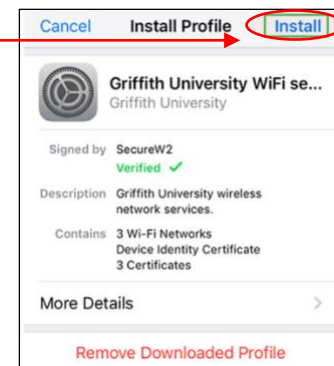 Cancel Install Profile Install
Griffith University WiFi se...
Griffith University
Signed by SecureW2
Verified ✓
Description Griffith University wireless
network services.
Contains 3 Wi-Fi Networks
Device Identity Certificate
3 Certificates
More Details
Remove Downloaded Profile